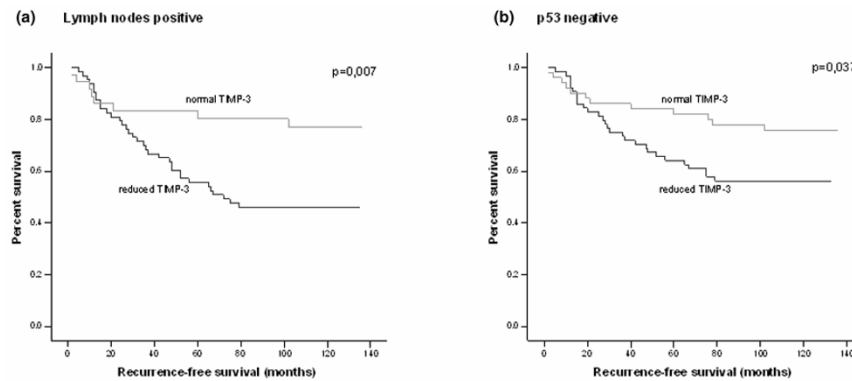 (a) Lymph nodes positive
Percent survival
1.0
0.8
0.6
0.4
0.2
0.0
p=0,007
normal TIMP-3
reduced TIMP-3
0 20 40 60 80 100 120 140
Recurrence-free survival (months)
(b) p53 negative
Percent survival
1.0
0.8
0.6
0.4
0.2
0.0
p=0,037
normal TIMP-3
reduced TIMP-3
0 20 40 60 80 100 120 140
Recurrence-free survival (months)